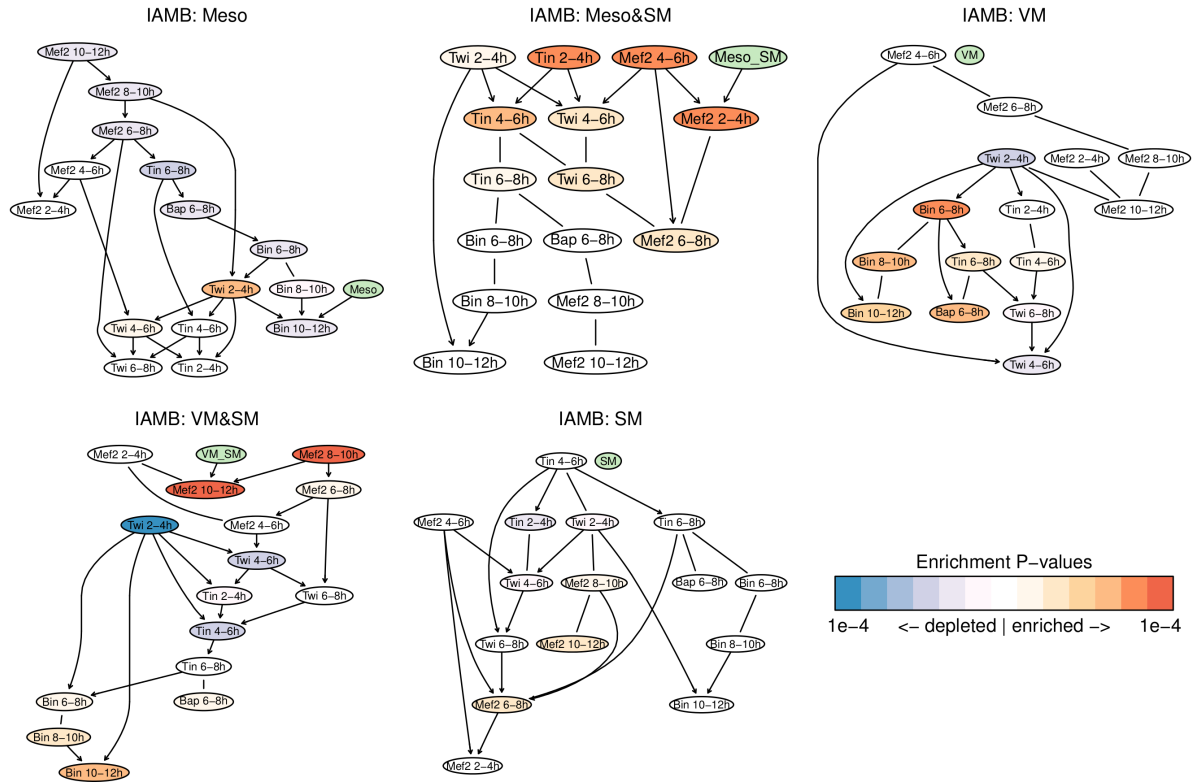 IAMB: Meso
Mef2 10−12h
Mef2 8−10h
Mef2 6−8h
Mef2 4−6h
Tin 6−8h
Mef2 2−4h
Bap 6−8h
Bin 6−8h
Twi 2−4h
Bin 8−10h
Meso
Twi 4−6h
Tin 4−6h
Bin 10−12h
Twi 6−8h
Tin 2−4h
IAMB: Meso&SM
Twi 2−4h
Tin 2−4h
Mef2 4−6h
Meso_SM
Tin 4−6h
Twi 4−6h
Mef2 2−4h
Tin 6−8h
Twi 6−8h
Bin 6−8h
Bap 6−8h
Mef2 6−8h
Bin 8−10h
Mef2 8−10h
Bin 10−12h
Mef2 10−12h
IAMB: VM
Mef2 4−6h
VM
Mef2 6−8h
Twi 2−4h
Mef2 2−4h
Mef2 8−10h
Bin 6−8h
Tin 2−4h
Mef2 10−12h
Bin 8−10h
Tin 6−8h
Tin 4−6h
Bin 10−12h
Bap 6−8h
Twi 6−8h
Twi 4−6h
IAMB: VM&SM
Mef2 2−4h
VM_SM
Mef2 8−10h
Mef2 10−12h
Mef2 6−8h
Twi 2−4h
Mef2 4−6h
Twi 4−6h
Tin 2−4h
Twi 6−8h
Tin 4−6h
Tin 6−8h
Bin 6−8h
Bap 6−8h
Bin 8−10h
Bin 10−12h
IAMB: SM
Tin 4−6h
SM
Mef2 4−6h
Tin 2−4h
Twi 2−4h
Tin 6−8h
Twi 4−6h
Mef2 8−10h
Bap 6−8h
Bin 6−8h
Twi 6−8h
Mef2 10−12h
Bin 8−10h
Mef2 6−8h
Bin 10−12h
Mef2 2−4h
Enrichment P−values
1e−4
<− depleted | enriched −>
1e−4